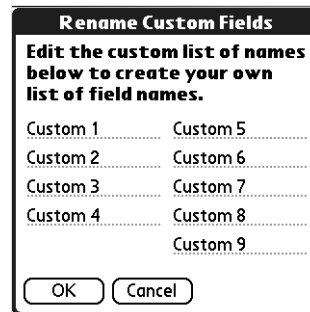 Rename Custom Fields
Edit the custom list of names
below to create your own
list of field names.
Custom 1
Custom 2
Custom 3
Custom 4
Custom 5
Custom 6
Custom 7
Custom 8
Custom 9
OK
Cancel